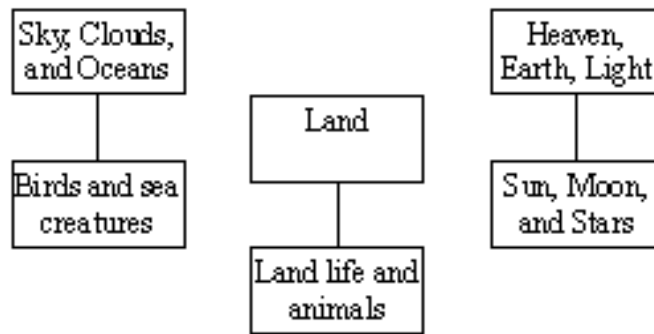 Sky, Clouds,
and Oceans
Birds and sea
creatures
Land
Land life and
animals
Heaven,
Earth, Light
Sun, Moon,
and Stars